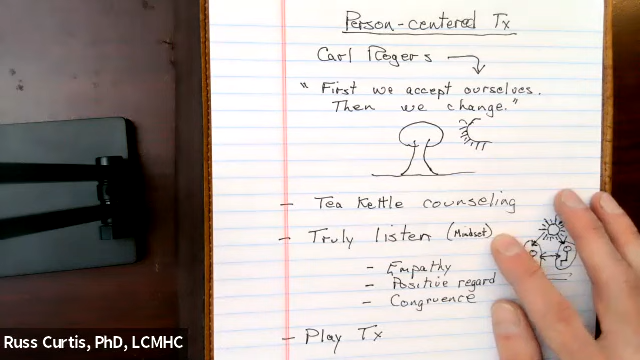 Person-centered Tx
Carl Rogers
"First we accept ourselves.
Then we change."
- Tea Kettle counseling
- Truly listen (Mindset)
- Empathy
- Positive regard
- Congruence
- Play Tx
Russ Curtis, PhD, LCMHC